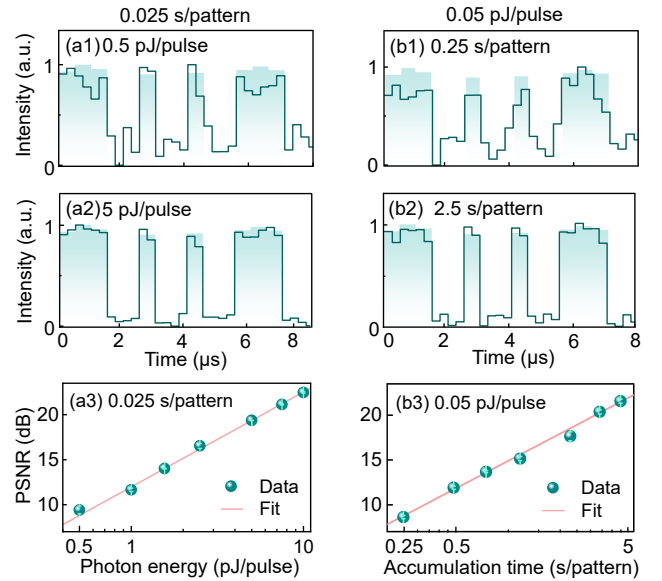 0.025 s/pattern
0.05 pJ/pulse
(a1) 0.5 pJ/pulse
(b1) 0.25 s/pattern
Intensity (a.u.)
1
0
Intensity (a.u.)
1
0
(a2) 5 pJ/pulse
(b2) 2.5 s/pattern
Intensity (a.u.)
1
0
Intensity (a.u.)
1
0
0 2 4 6 8
Time (µs)
0 2 4 6 8
Time (µs)
(a3) 0.025 s/pattern
(b3) 0.05 pJ/pulse
PSNR (dB)
20
15
10
20
15
10
Data
Fit
Data
Fit
0.5 1 10
Photon energy (pJ/pulse)
0.25 0.5 5
Accumulation time (s/pattern)